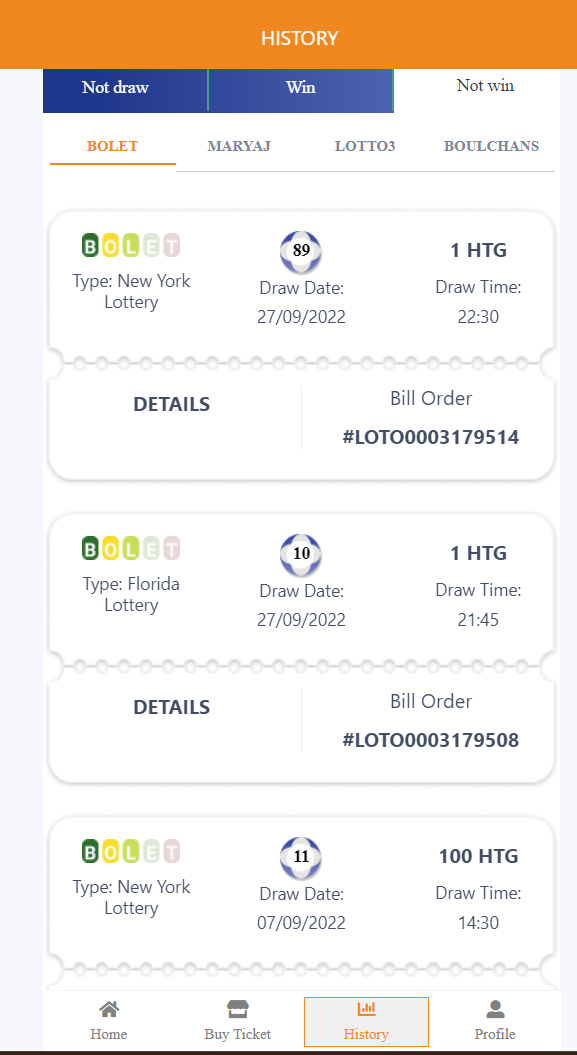 HISTORY
Not draw
Win
Not win
BOLET
MARYAJ
LOTTO3
BOULCHANS
BOLET
89
1 HTG
Type: New York
Lottery
Draw Date:
27/09/2022
Draw Time:
22:30
DETAILS
Bill Order
#LOTO0003179514
BOLET
10
1 HTG
Type: Florida
Lottery
Draw Date:
27/09/2022
Draw Time:
21:45
DETAILS
Bill Order
#LOTO0003179508
BOLET
11
100 HTG
Type: New York
Lottery
Draw Date:
07/09/2022
Draw Time:
14:30
Home
Buy Ticket
History
Profile